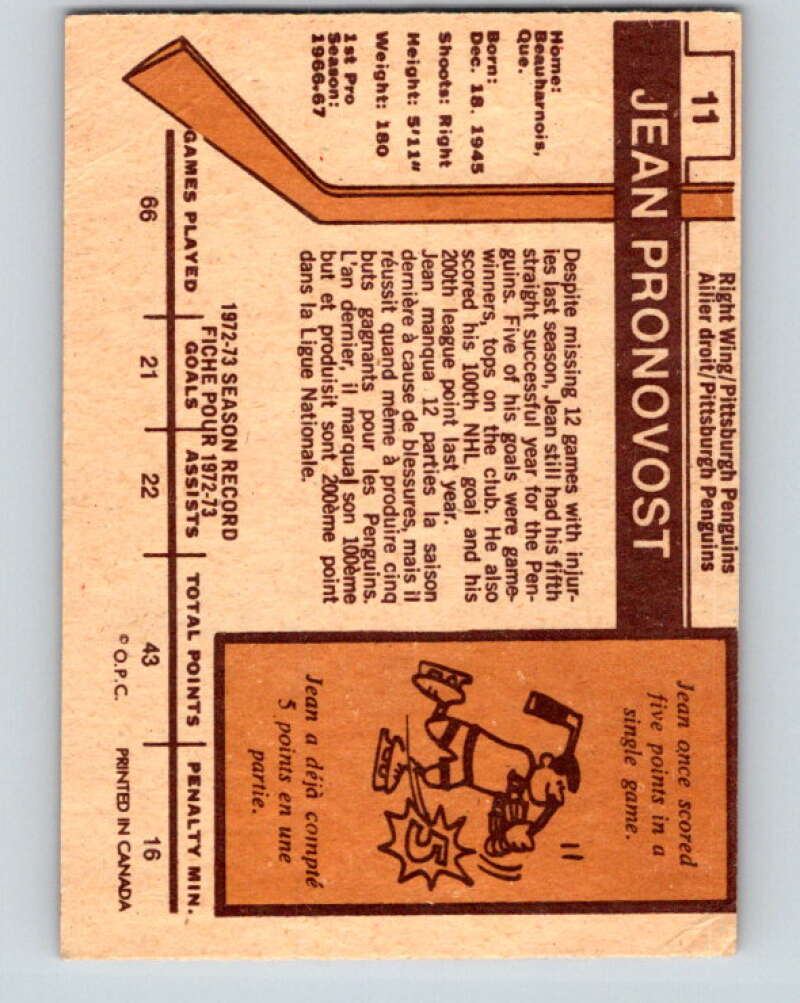 11
Right Wing/Pittsburgh Penguins
Ailier droit/Pittsburgh Penguins
JEAN PRONOVOST
Home:
Beauharnois,
Que.
Born:
Dec. 18. 1945
Shoots: Right
Height: 5'11"
Weight: 180
1st Pro
Season:
1966-67
Despite missing 12 games with injur-
ies last season, Jean still had his fifth
straight successful year for the Pen-
guins. Five of his goals were game-
winners, tops on the club. He also
scored his 100th NHL goal and his
200th league point last year.
Jean manqua 12 parties la saison
dernière à cause de blessures, mais il
réussit quand même à produire cinq
buts gagnants pour les Penguins.
L'an dernier, il marqua son 100ème
but et produisit sont 200ème point
dans la Ligue Nationale.
Jean once scored
five points in a
single game.
5
Jean a déjà compté
5 points en une
partie.
1972-73 SEASON RECORD
FICHE POUR 1972-73
GAMES PLAYED GOALS ASSISTS TOTAL POINTS PENALTY MIN.
66 21 22 43 16
© O.P.C. PRINTED IN CANADA